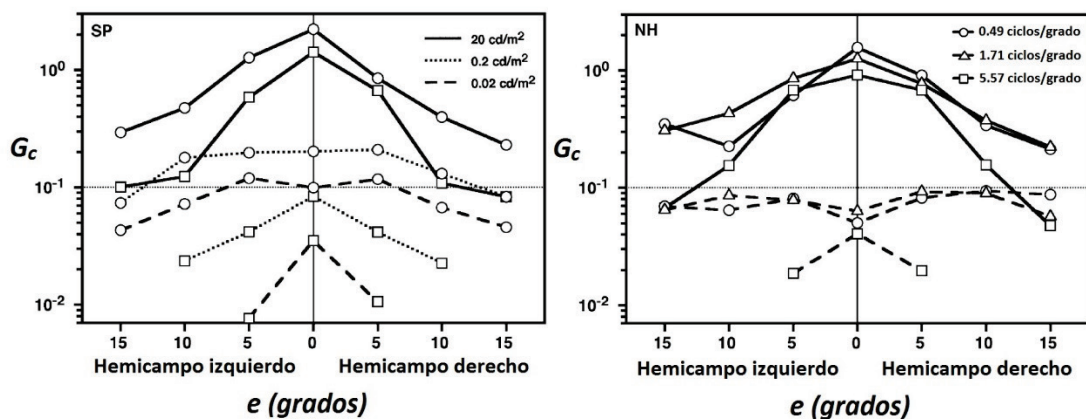 SP
20 cd/m²
0.2 cd/m²
0.02 cd/m²
10⁰
10⁻¹
10⁻²
Gc
15 10 5 0 5 10 15
Hemicampo izquierdo Hemicampo derecho
e (grados)
NH
0.49 ciclos/grado
1.71 ciclos/grado
5.57 ciclos/grado
10⁰
10⁻¹
10⁻²
Gc
15 10 5 0 5 10 15
Hemicampo izquierdo Hemicampo derecho
e (grados)